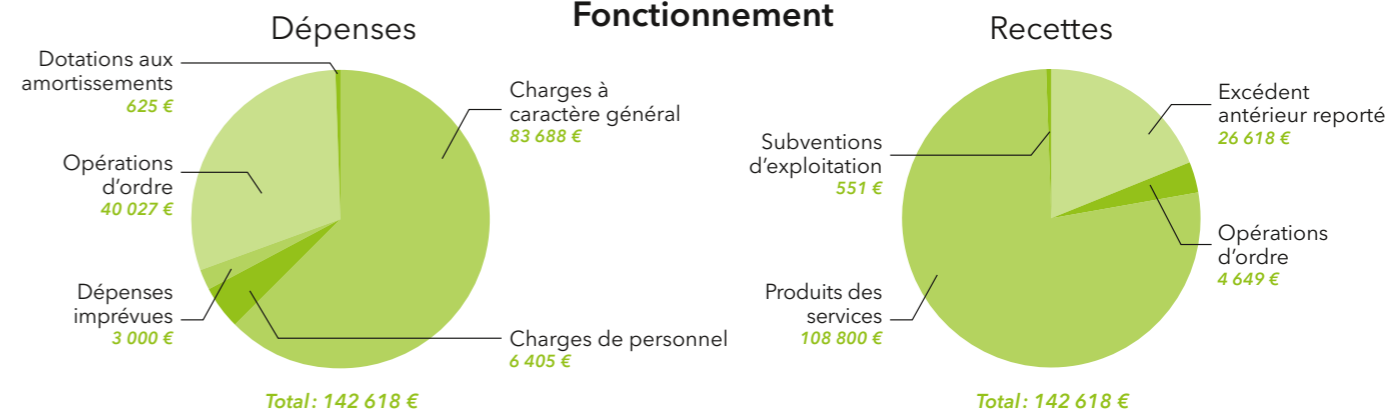 Fonctionnement
Dépenses
Dotations aux
amortissements
625 €
Opérations
d'ordre
40 027 €
Dépenses
imprévues
3 000 €
Charges à
caractère général
83 688 €
Charges de personnel
6 405 €
Total : 142 618 €
Recettes
Subventions
d'exploitation
551 €
Produits des
services
108 800 €
Excédent
antérieur reporté
26 618 €
Opérations
d'ordre
4 649 €
Total : 142 618 €